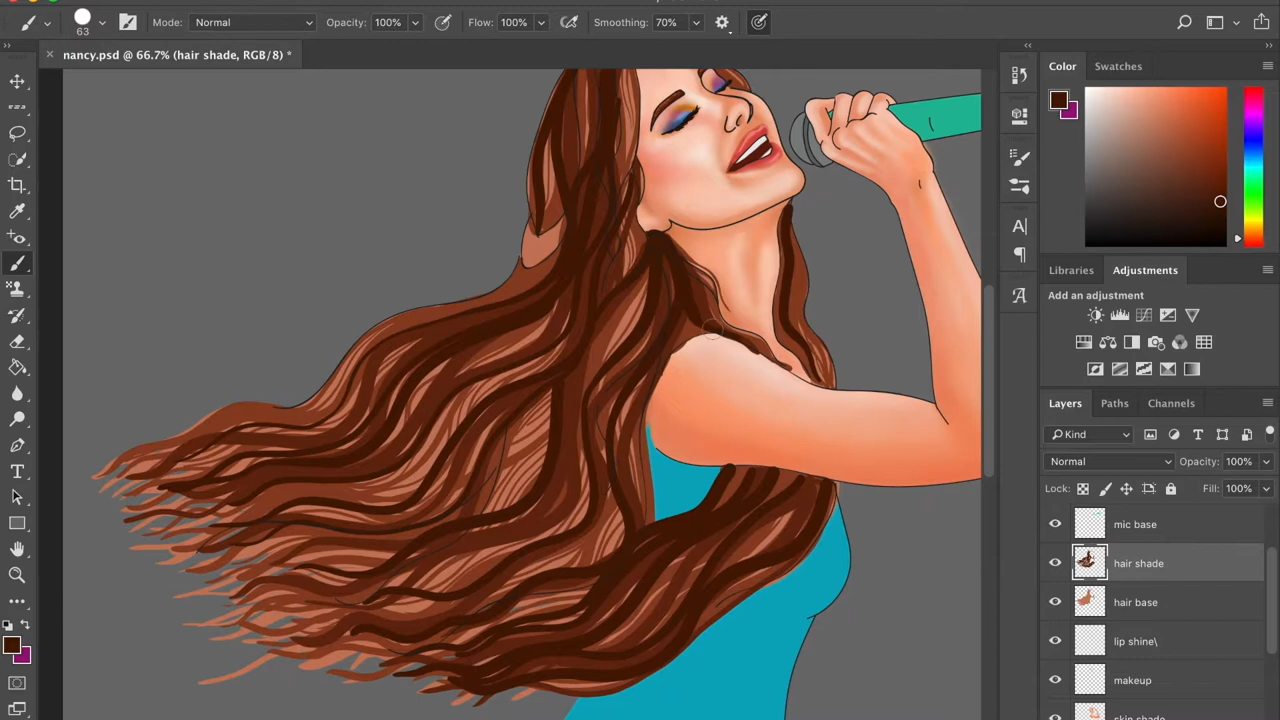 63
Mode: Normal
Opacity: 100%
Flow: 100%
Smoothing: 70%
nancy.psd @ 66.7% (hair shade, RGB/8) *
Color
Swatches
Libraries
Adjustments
Add an adjustment
Layers
Paths
Channels
Kind
Normal
Opacity: 100%
Lock:
Fill: 100%
mic base
hair shade
hair base
lip shine\
makeup
skin shade